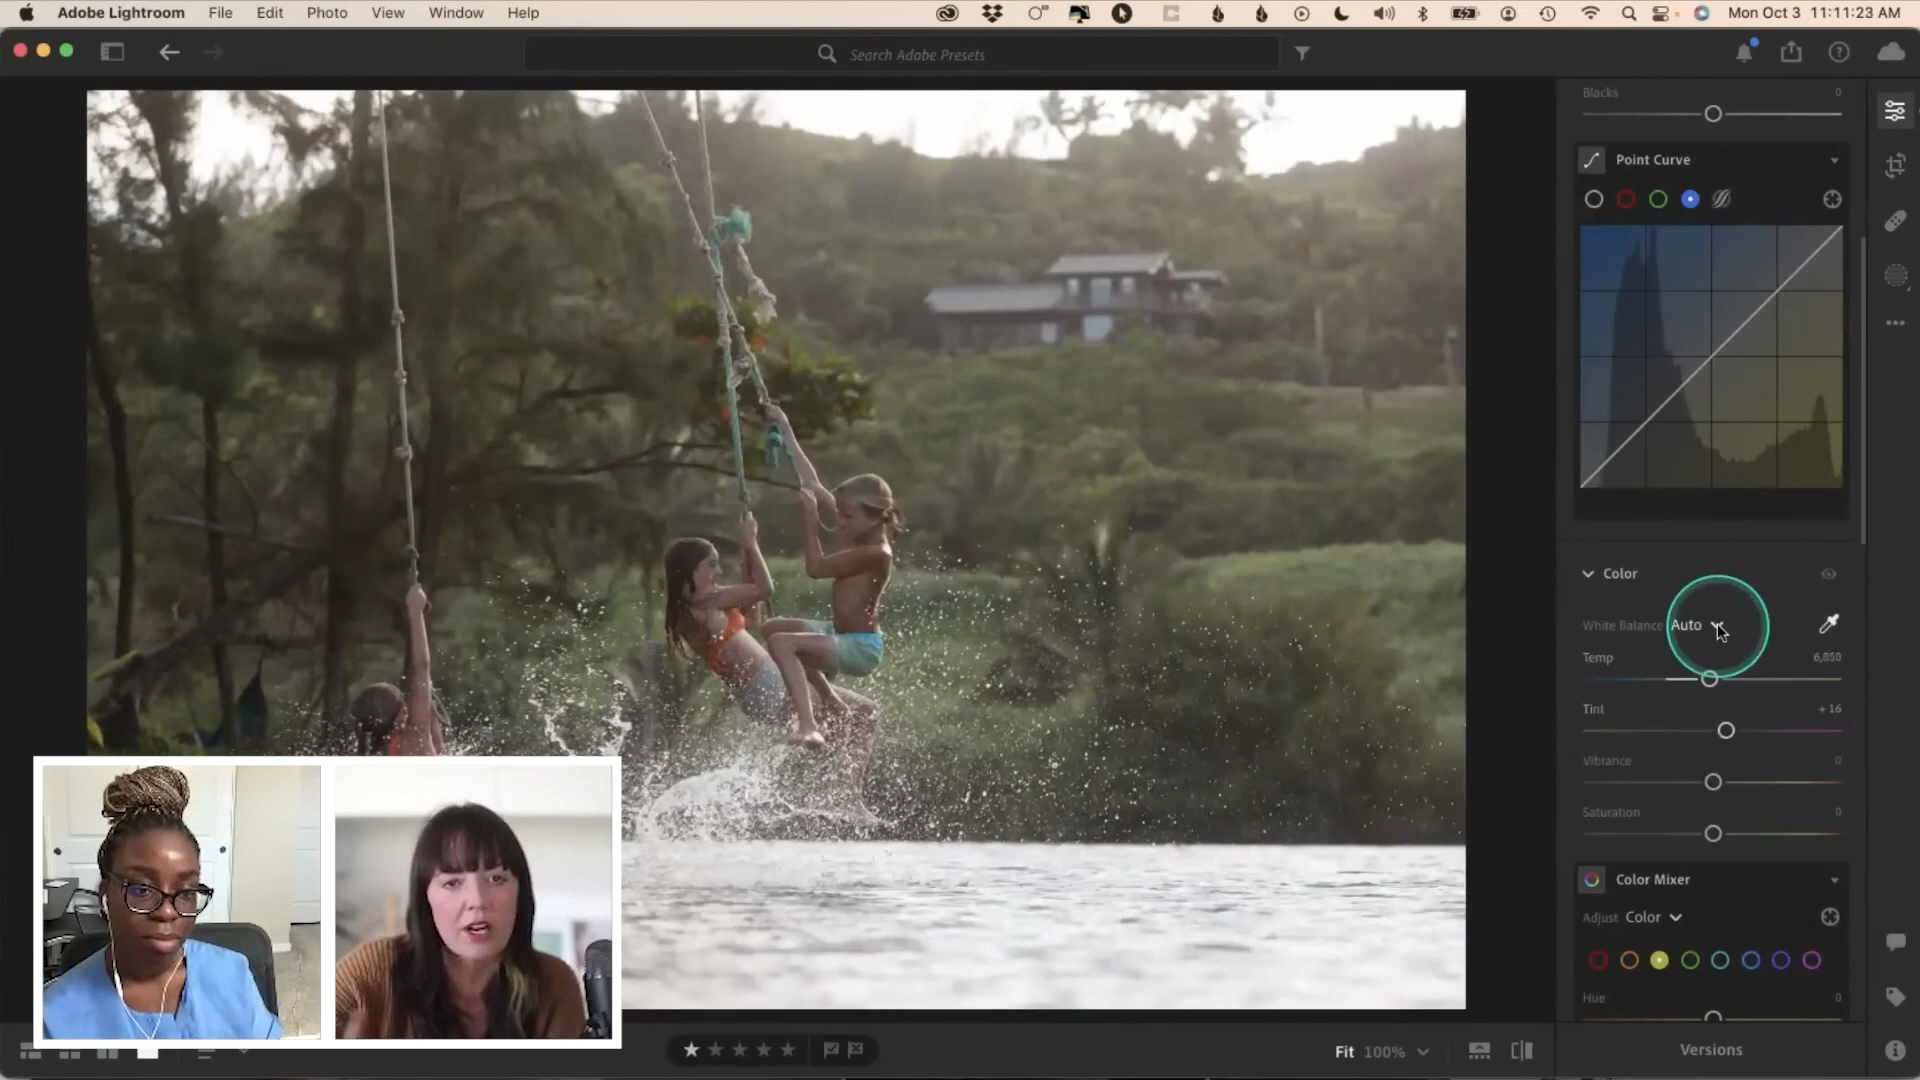 Adobe Lightroom File Edit Photo View Window Help Mon Oct 3 11:11:23 AM
Search Adobe Presets
Blacks 0
Point Curve
Color
White Balance Auto
Temp 6,850
Tint + 16
Vibrance 0
Saturation 0
Color Mixer
Adjust Color
Hue 0
Fit 100%
Versions